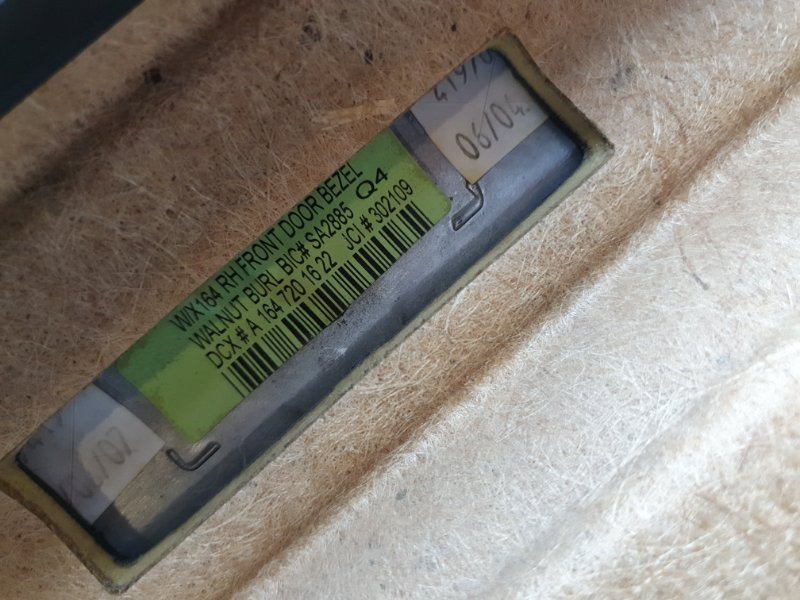 W/X164 RH FRONT DOOR BEZEL
WALNUT BURL BIC# SA2885 Q4
DCX # A 164 720 16 22 JCI # 302109
06/04